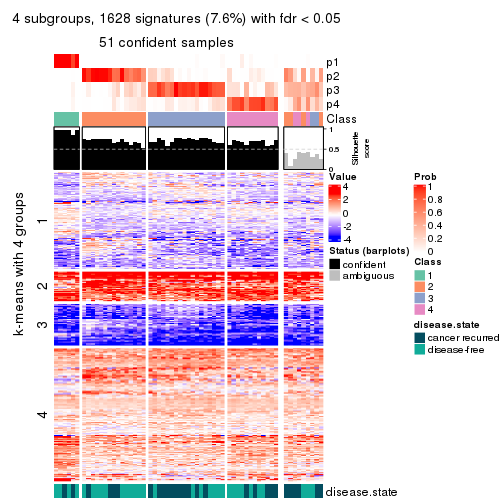 4 subgroups, 1628 signatures (7.6%) with fdr < 0.05
51 confident samples
p1
p2
p3
p4
Class
1
0.5
0
Silhouette
score
k-means with 4 groups
1
2
3
4
disease.state
Value
4
2
0
-2
-4
Status (barplots)
confident
ambiguous
Prob
1
0.8
0.6
0.4
0.2
0
Class
1
2
3
4
disease.state
cancer recurred
disease-free